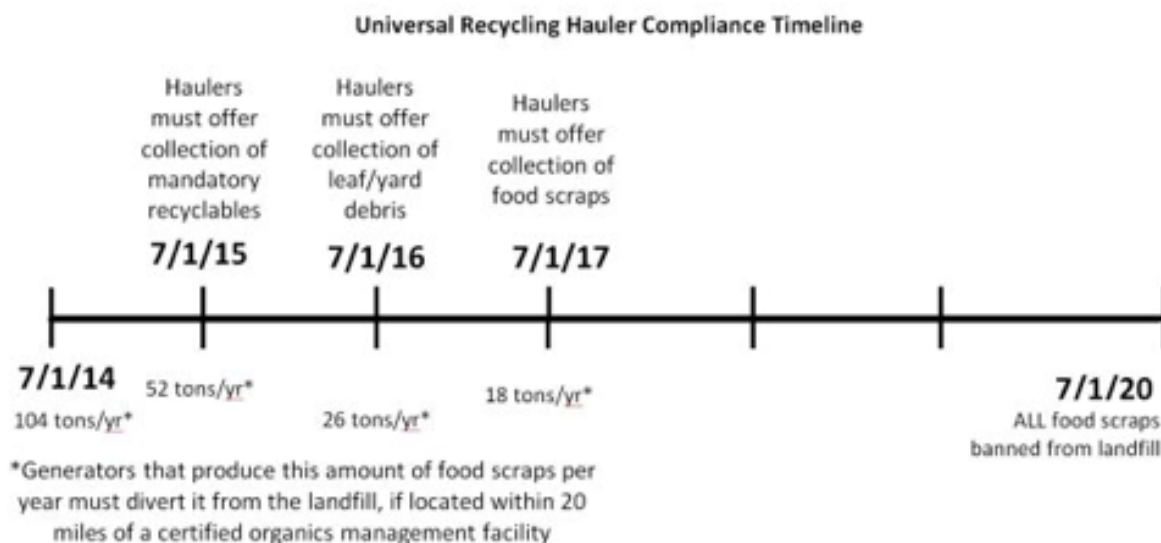 Universal Recycling Hauler Compliance Timeline
Haulers
must offer
collection of
mandatory
recyclables
7/1/15
Haulers
must offer
collection of
leaf/yard
debris
7/1/16
Haulers
must offer
collection of
food scraps
7/1/17
7/1/14
104 tons/yr*
52 tons/yr*
26 tons/yr*
18 tons/yr*
7/1/20
ALL food scraps
banned from landfill
*Generators that produce this amount of food scraps per
year must divert it from the landfill, if located within 20
miles of a certified organics management facility